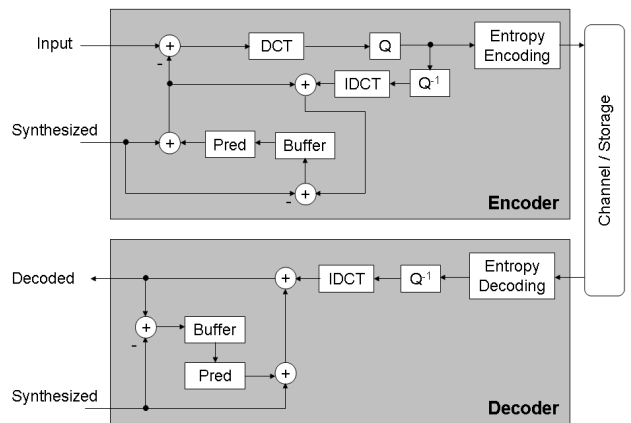 Input
-
+
DCT
Q
Entropy
Encoding
+
IDCT
Q-1
Synthesized
+
Pred
Buffer
-
+
Encoder
Channel / Storage
Decoded
+
IDCT
Q-1
Entropy
Decoding
+
-
Buffer
Pred
+
Synthesized
Decoder